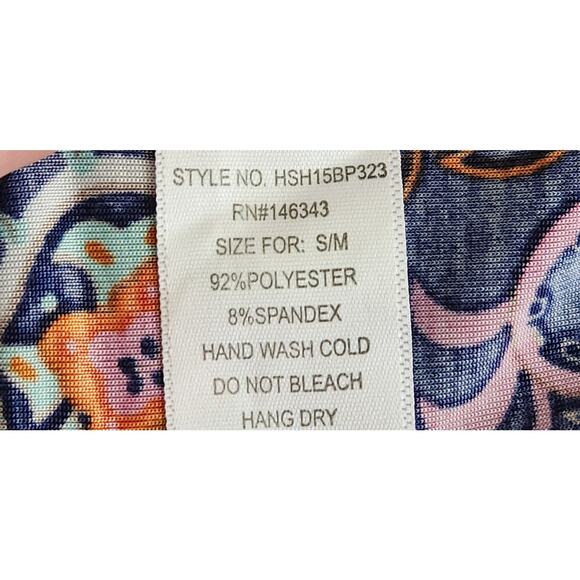 STYLE NO. HSH15BP323
RN#146343
SIZE FOR: S/M
92%POLYESTER
8%SPANDEX
HAND WASH COLD
DO NOT BLEACH
HANG DRY